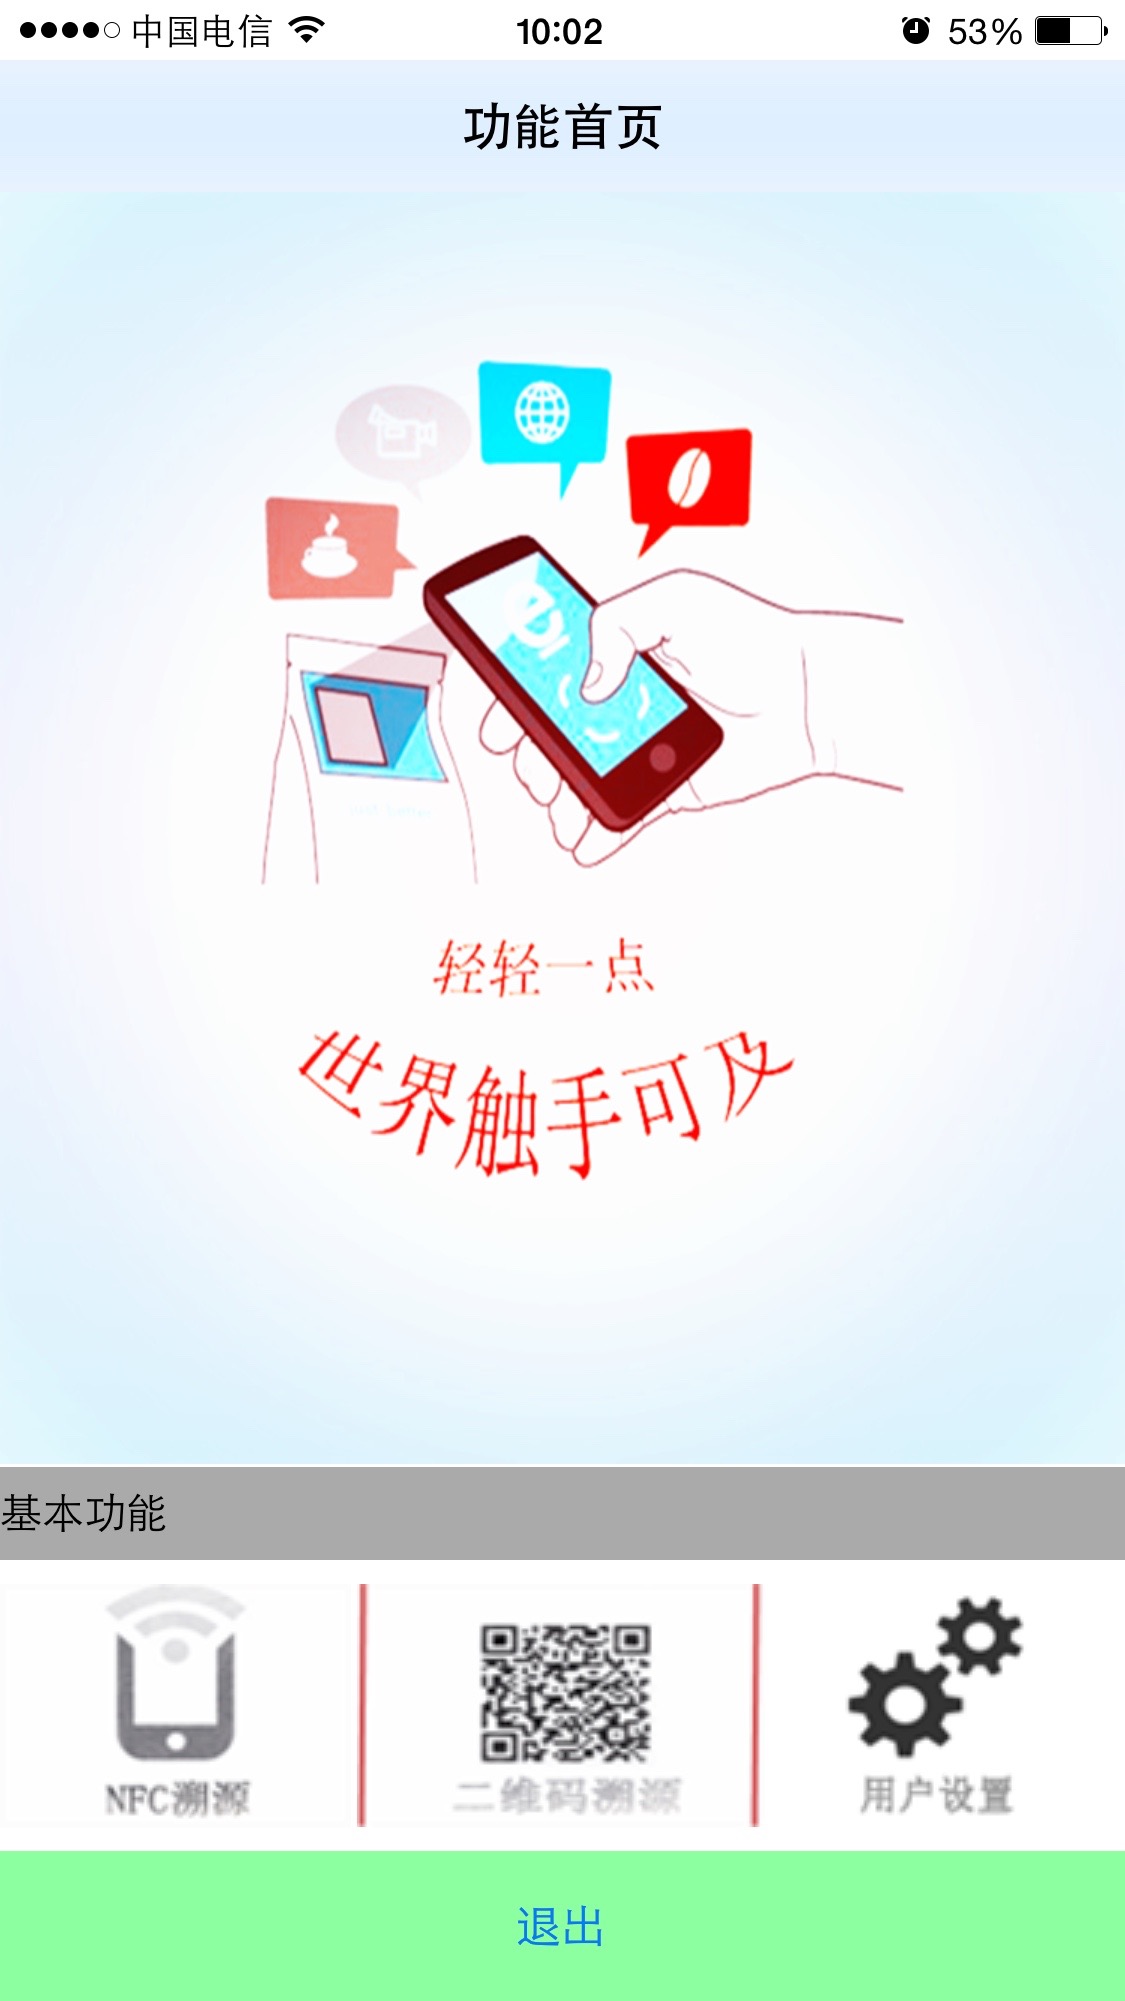 中国电信 10:02 53%
功能首页
轻轻一点
世界触手可及
基本功能
NFC溯源 二维码溯源 用户设置
退出